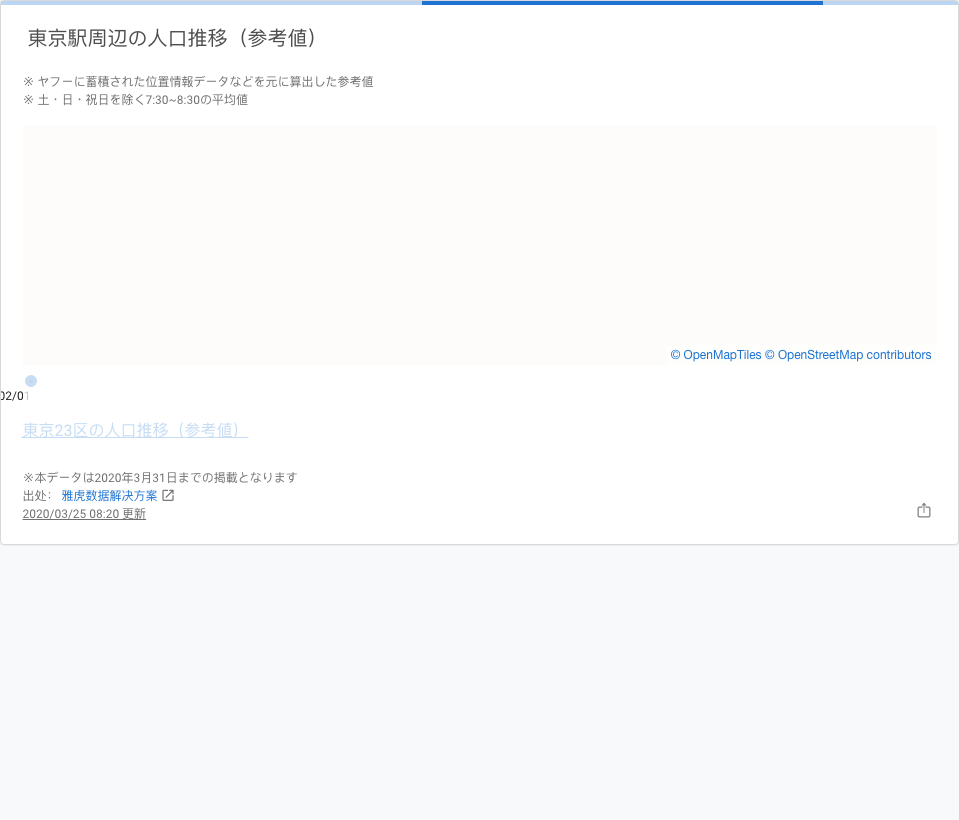 東京駅周辺の人口推移（参考値）
※ ヤフーに蓄積された位置情報データなどを元に算出した参考値
※ 土・日・祝日を除く7:30~8:30の平均値
© OpenMapTiles © OpenStreetMap contributors
02/01
東京23区の人口推移（参考値）
※本データは2020年3月31日までの掲載となります
出处： 雅虎数据解决方案
2020/03/25 08:20 更新